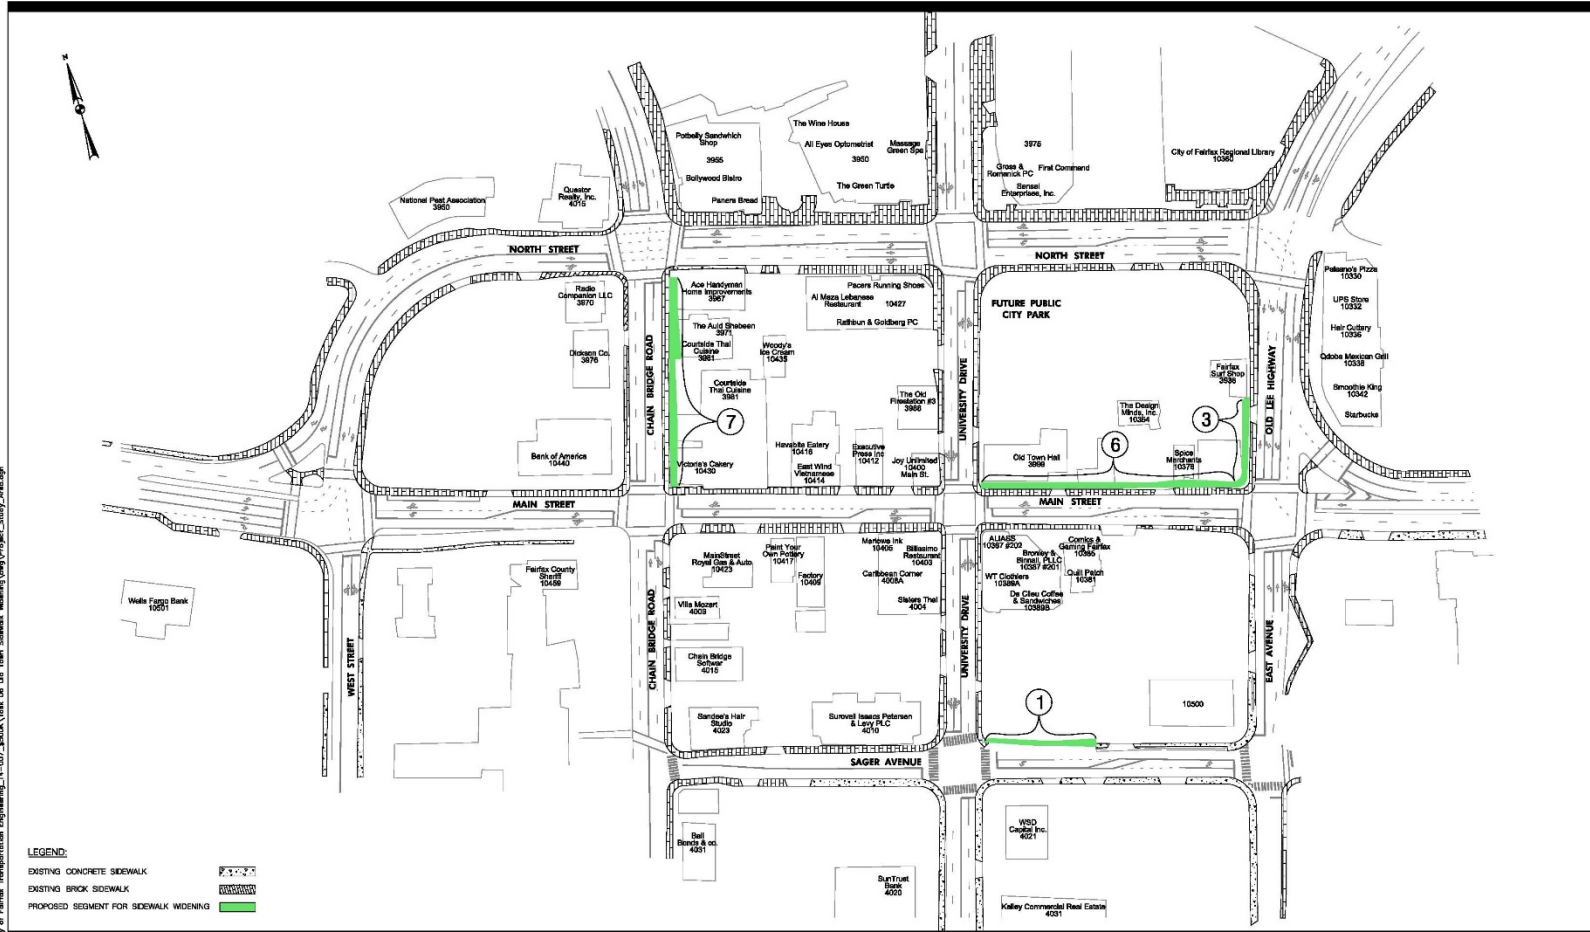 N
Potbelly Sandwhich
Shop
3955
Bollywood Bistro
Panera Bread
The Wine House
All Eyes Optometrist
3950
Massage
Green Spa
The Green Turtle
3975
Gross &
Romanick PC
First Command
Sensei
Enterprises, Inc.
City of Fairfax Regional Library
10360
National Pest Association
3950
Questor
Realty, Inc.
4015
NORTH STREET
NORTH STREET
Radio
Companion LLC
3970
Dickson Co.
3976
Bank of America
10440
CHAIN BRIDGE ROAD
Ace Handyman
Home Improvements
3967
The Auld Shebeen
3971
Courtside Thai
Cuisine
3981
Courtside
Thai Cuisine
3981
7
Victoria's Cakery
10430
Woody's
Ice Cream
10435
Pacers Running Shoes
Al Maza Lebanese
Restaurant
10427
Rathbun & Goldberg PC
The Old
Firestation #3
3988
Havabite Eatery
10416
East Wind
Vietnamese
10414
Executive
Press Inc
10412
Joy Unlimited
10400
Main St.
UNIVERSITY DRIVE
FUTURE PUBLIC
CITY PARK
Fairfax
Surf Shop
3936
The Design
Minds, Inc.
10364
3
6
Old Town Hall
3999
Spice
Merchants
10378
OLD LEE HIGHWAY
Paisano's Pizza
10330
UPS Store
10332
Hair Cuttery
10336
Qdoba Mexican Grill
10338
Smoothie King
10342
Starbucks
MAIN STREET
MAIN STREET
Wells Fargo Bank
10501
WEST STREET
Fairfax County
Sheriff
10459
CHAIN BRIDGE ROAD
MainStreet
Royal Gas & Auto
10423
Paint Your
Own Pottery
10417
Factory
10409
Villa Mozart
4009
Chain Bridge
Softwar
4015
Sandee's Hair
Studio
4023
Marlowe Ink
10405
Billissimo
Restaurant
10403
Caribbean Corner
4008A
Sisters Thai
4004
Surovell Isaacs Petersen
& Levy PLC
4010
UNIVERSITY DRIVE
ALIASS
10387 #202
Bromley &
Binnall, PLLC
10387 #201
WT Clothiers
10389A
De Clieu Coffee
& Sandwiches
10389B
Comics &
Gaming Fairfax
10385
Quilt Patch
10381
1
10500
EAST AVENUE
SAGER AVENUE
Bail
Bonds & co.
4031
SunTrust
Bank
4020
WSD
Capital Inc.
4021
Kelley Commercial Real Estate
4031
LEGEND:
EXISTING CONCRETE SIDEWALK
EXISTING BRICK SIDEWALK
PROPOSED SEGMENT FOR SIDEWALK WIDENING